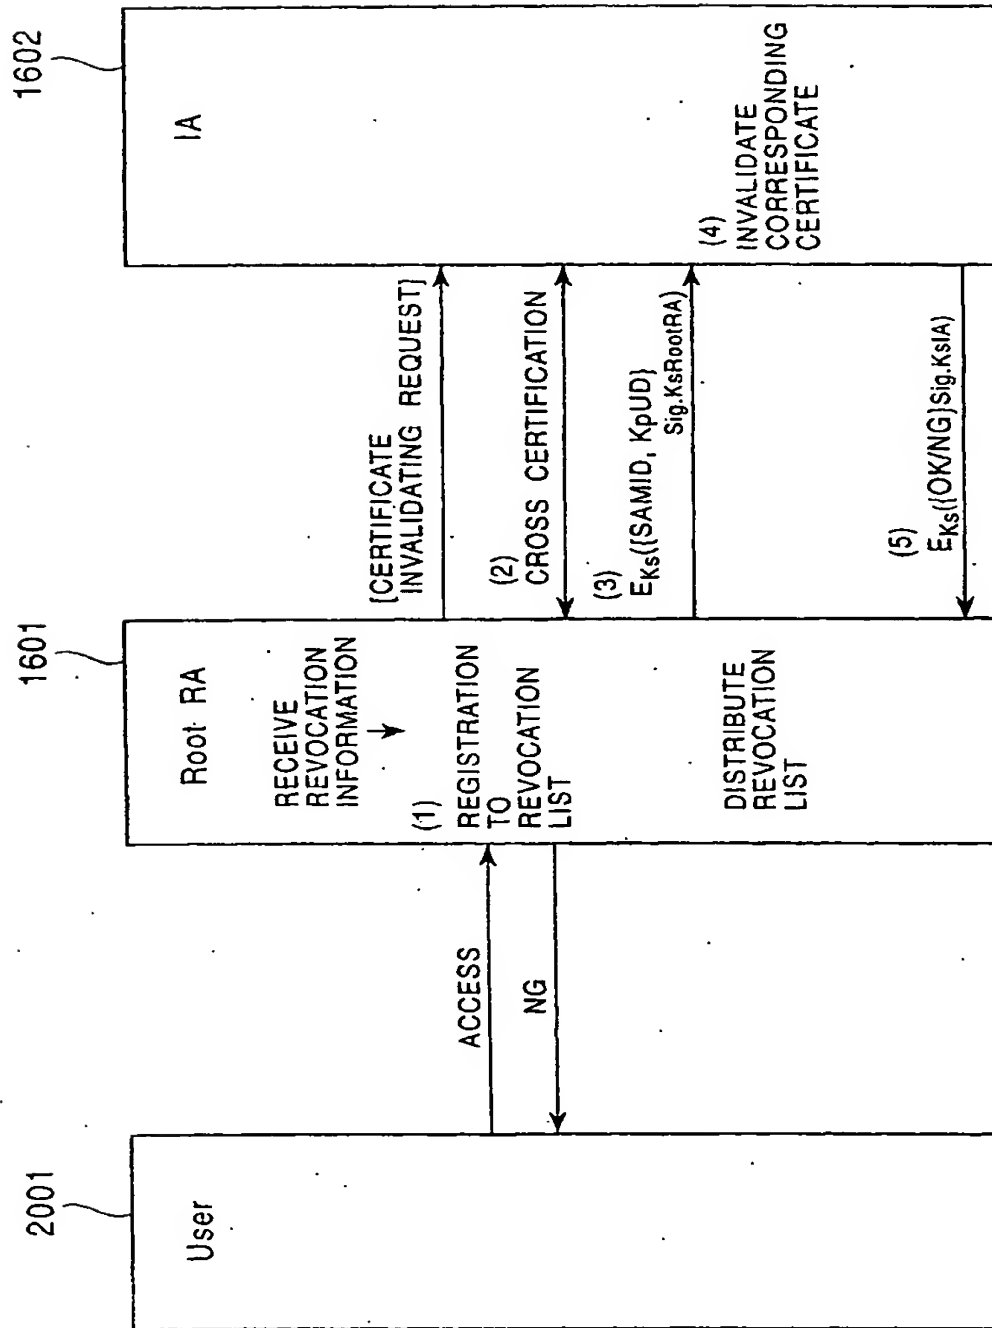 2001
User
ACCESS
NG
1601
Root RA
RECEIVE
REVOCATION
INFORMATION
(1)
REGISTRATION
TO
REVOCATION
LIST
DISTRIBUTE
REVOCATION
LIST
[CERTIFICATE
INVALIDATING REQUEST]
(2)
CROSS CERTIFICATION
(3)
EKs({SAMID, KpUD}
Sig.KsRootRA)
(5)
EKs({OK/NG}Sig.KsIA)
1602
IA
(4)
INVALIDATE
CORRESPONDING
CERTIFICATE